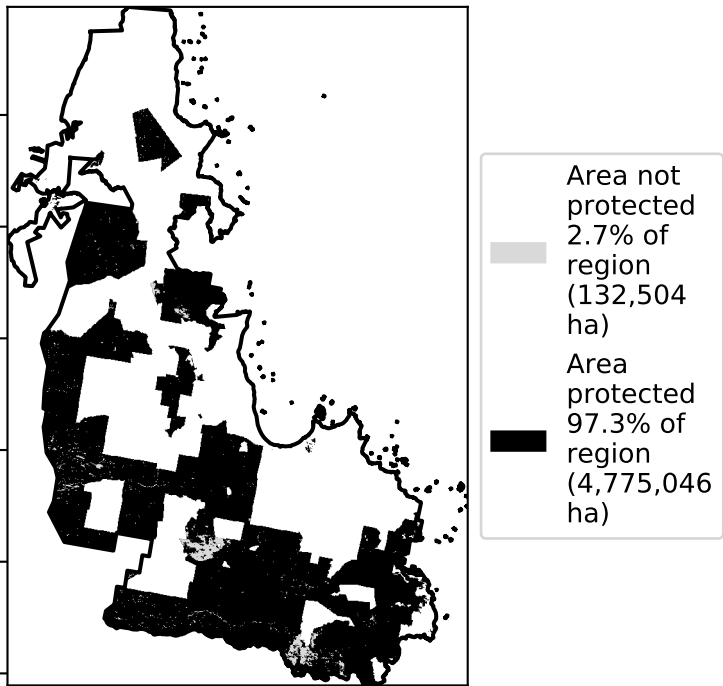 Area not
protected
2.7% of
region
(132,504
ha)
Area
protected
97.3% of
region
(4,775,046
ha)